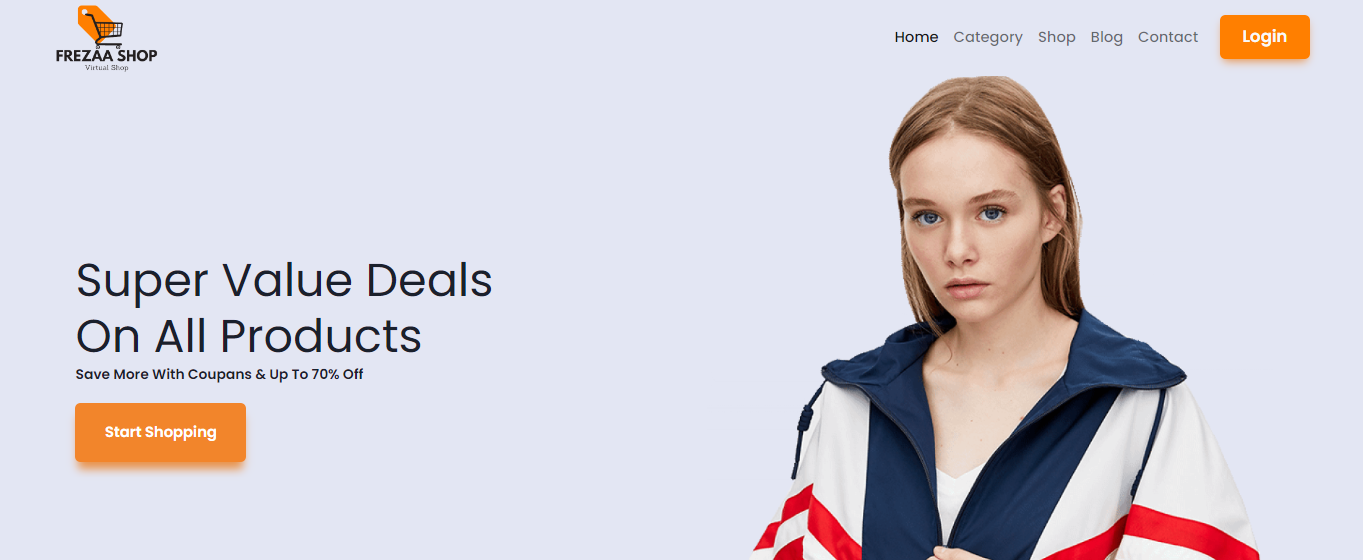 FREZAA SHOP
Virtual Shop
Home Category Shop Blog Contact Login
Super Value Deals
On All Products
Save More With Coupans & Up To 70% Off
Start Shopping